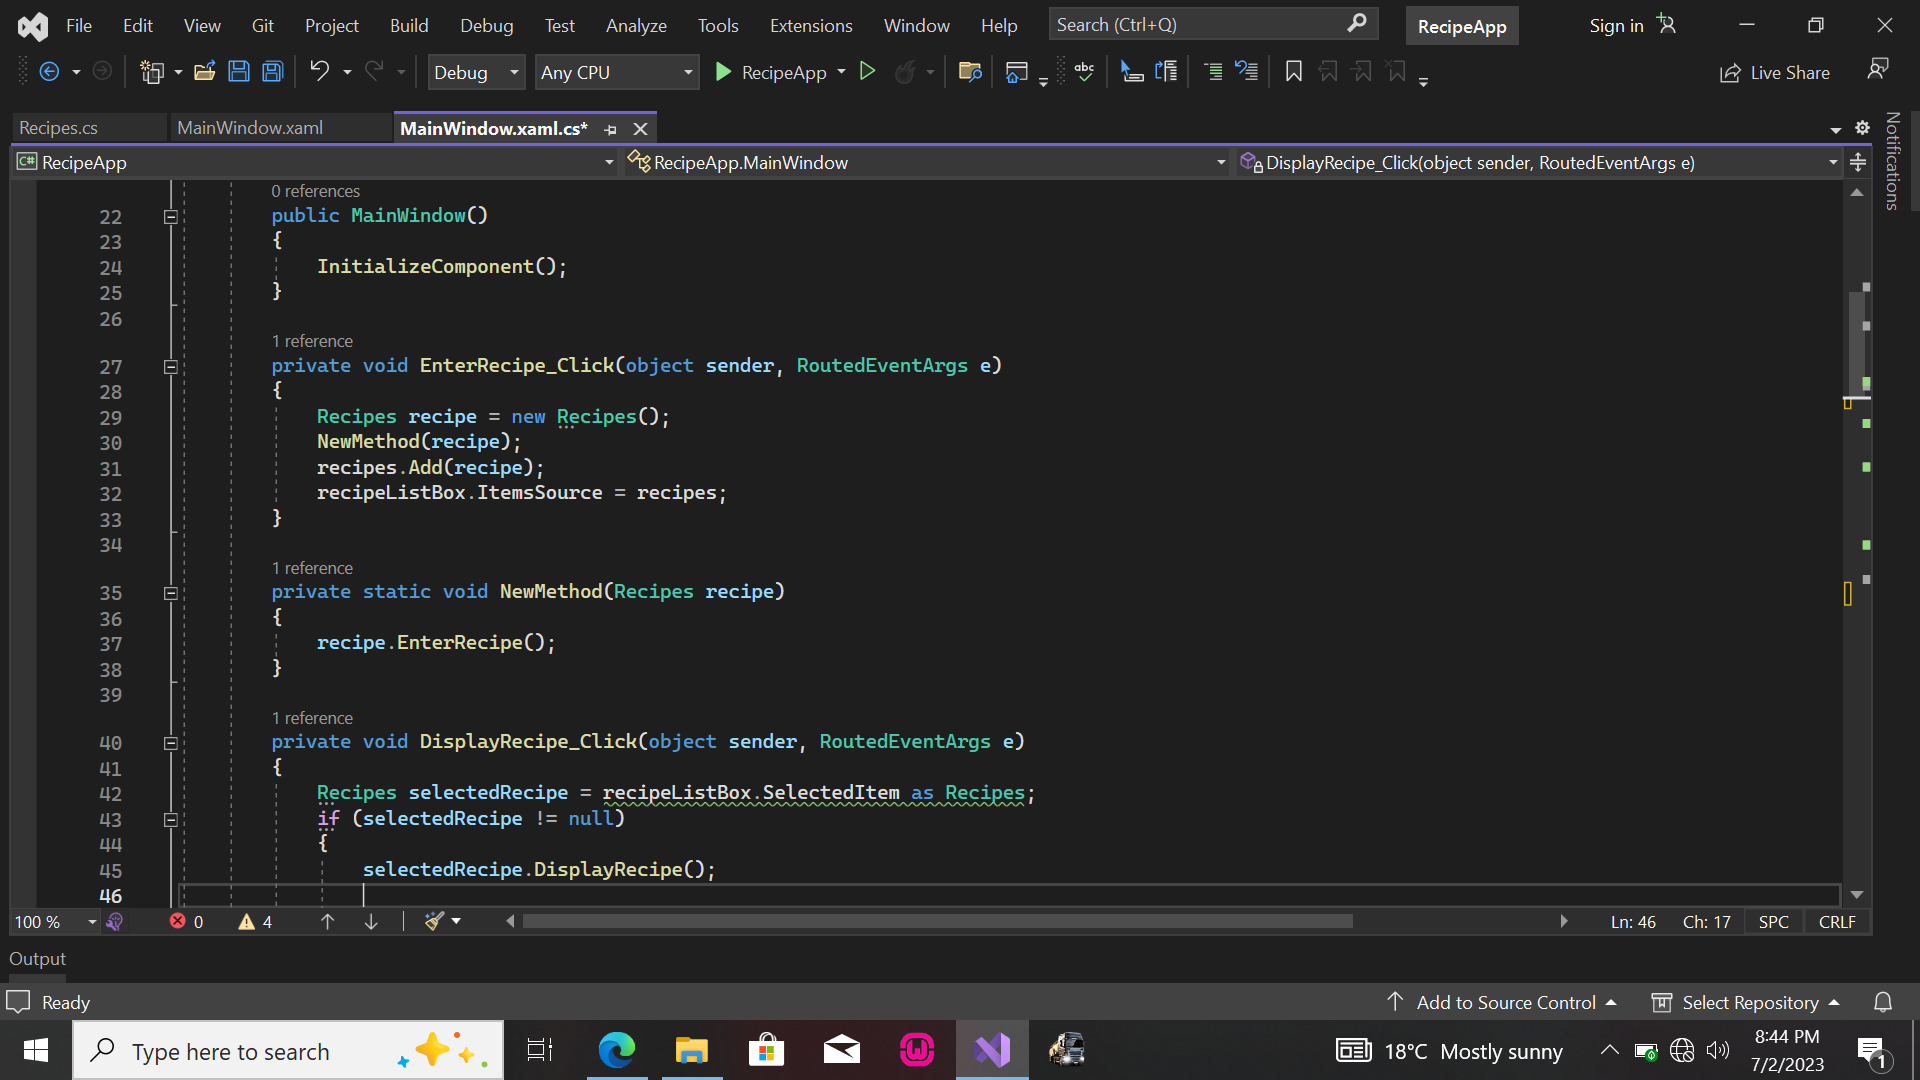 File Edit View Git Project Build Debug Test Analyze Tools Extensions Window Help Search (Ctrl+Q) RecipeApp Sign in
Debug Any CPU RecipeApp Live Share
Recipes.cs MainWindow.xaml MainWindow.xaml.cs*
C# RecipeApp RecipeApp.MainWindow DisplayRecipe_Click(object sender, RoutedEventArgs e)
Notifications
0 references
22 public MainWindow()
23 {
24 InitializeComponent();
25 }
26
1 reference
27 private void EnterRecipe_Click(object sender, RoutedEventArgs e)
28 {
29 Recipes recipe = new Recipes();
30 NewMethod(recipe);
31 recipes.Add(recipe);
32 recipeListBox.ItemsSource = recipes;
33 }
34
1 reference
35 private static void NewMethod(Recipes recipe)
36 {
37 recipe.EnterRecipe();
38 }
39
1 reference
40 private void DisplayRecipe_Click(object sender, RoutedEventArgs e)
41 {
42 Recipes selectedRecipe = recipeListBox.SelectedItem as Recipes;
43 if (selectedRecipe != null)
44 {
45 selectedRecipe.DisplayRecipe();
46
100 % 0 4 Ln: 46 Ch: 17 SPC CRLF
Output
Ready Add to Source Control Select Repository
Type here to search 18°C Mostly sunny 8:44 PM
7/2/2023 1